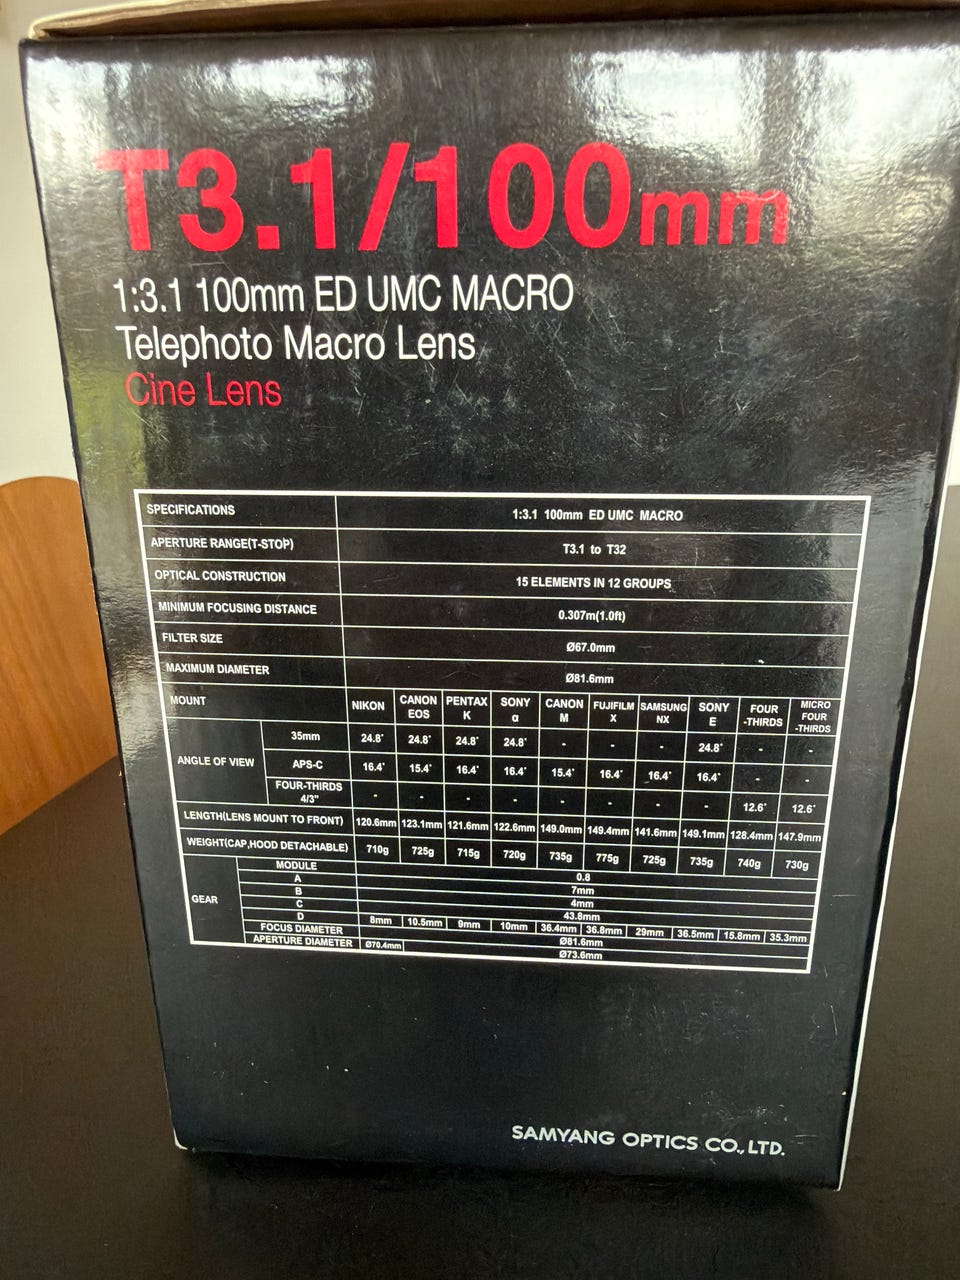 T3.1/100mm
1:3.1 100mm ED UMC MACRO
Telephoto Macro Lens
Cine Lens
SPECIFICATIONS 1:3.1 100mm ED UMC MACRO
APERTURE RANGE(T-STOP) T3.1 to T32
OPTICAL CONSTRUCTION 15 ELEMENTS IN 12 GROUPS
MINIMUM FOCUSING DISTANCE 0.307m(1.0ft)
FILTER SIZE Ø67.0mm
MAXIMUM DIAMETER Ø81.6mm
MOUNT NIKON CANON EOS PENTAX K SONY α CANON M FUJIFILM X SAMSUNG NX SONY E FOUR -THIRDS MICRO FOUR -THIRDS
ANGLE OF VIEW
35mm 24.8° 24.8° 24.8° 24.8° - - - 24.8° - -
APS-C 16.4° 15.4° 16.4° 16.4° 15.4° 16.4° 16.4° 16.4° - -
FOUR-THIRDS 4/3" - - - - - - - - 12.6° 12.6°
LENGTH(LENS MOUNT TO FRONT) 120.6mm 123.1mm 121.6mm 122.6mm 149.0mm 149.4mm 141.6mm 149.1mm 128.4mm 147.9mm
WEIGHT(CAP,HOOD DETACHABLE) 710g 725g 715g 720g 735g 775g 725g 735g 740g 730g
GEAR
MODULE 0.8
A 7mm
B 4mm
C 43.8mm
D 8mm 10.5mm 9mm 10mm 36.4mm 36.8mm 29mm 36.5mm 15.8mm 35.3mm
FOCUS DIAMETER Ø81.6mm
APERTURE DIAMETER Ø70.4mm Ø73.6mm
SAMYANG OPTICS CO., LTD.